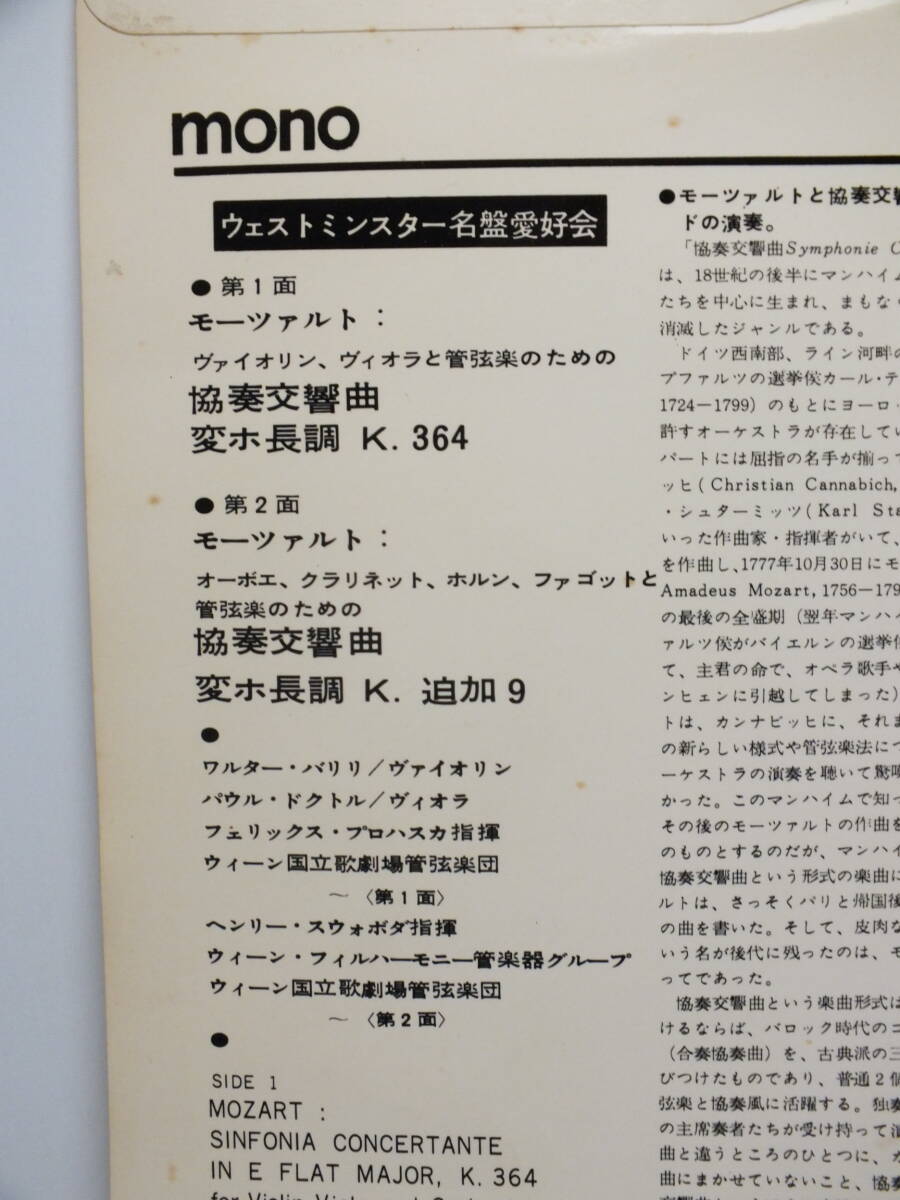 mono
ウェストミンスター名盤愛好会
● 第1面
モーツァルト：
ヴァイオリン、ヴィオラと管弦楽のための
協奏交響曲
変ホ長調 K. 364
● 第2面
モーツァルト：
オーボエ、クラリネット、ホルン、ファゴットと
管弦楽のための
協奏交響曲
変ホ長調 K. 追加9
●
ワルター・バリリ／ヴァイオリン
パウル・ドクトル／ヴィオラ
フェリックス・プロハスカ指揮
ウィーン国立歌劇場管弦楽団
〜〈第1面〉
ヘンリー・スウォボダ指揮
ウィーン・フィルハーモニー管楽器グループ
ウィーン国立歌劇場管弦楽団
〜〈第2面〉
●
SIDE 1
MOZART :
SINFONIA CONCERTANTE
IN E FLAT MAJOR, K. 364
●モーツァルトと協奏交響
ドの演奏。
「協奏交響曲Symphonie C
は、18世紀の後半にマンハイム
たちを中心に生まれ、まもなく
消滅したジャンルである。
ドイツ西南部、ライン河畔の
プファルツの選挙侯カール・テ
1724―1799）のもとにヨーロッ
許すオーケストラが存在してい
パートには屈指の名手が揃って
ッヒ（Christian Cannabich,
・シュターミッツ（Karl Sta
いった作曲家・指揮者がいて、
を作曲し、1777年10月30日にモ
Amadeus Mozart, 1756―179
の最後の全盛期（翌年マンハイ
ァルツ侯がバイエルンの選挙侯
て、主君の命で、オペラ歌手や
ンヒェンに引越してしまった）
トは、カンナビッヒに、それま
の新らしい様式や管弦楽法につ
ーケストラの演奏を聴いて驚嘆
かった。このマンハイムで知っ
その後のモーツァルトの作曲を
のものとするのだが、マンハイ
協奏交響曲という形式の楽曲に
ルトは、さっそくパリと帰国後
の曲を書いた。そして、皮肉な
いう名が後代に残ったのは、モ
ってであった。
協奏交響曲という楽曲形式は
けるならば、バロック時代のコ
（合奏協奏曲）を、古典派の三
びつけたものであり、普通2個
弦楽と協奏風に活躍する。独奏
の主席奏者たちが受け持って演
曲と違うところのひとつに、カ
曲にまかせていないこと、協奏